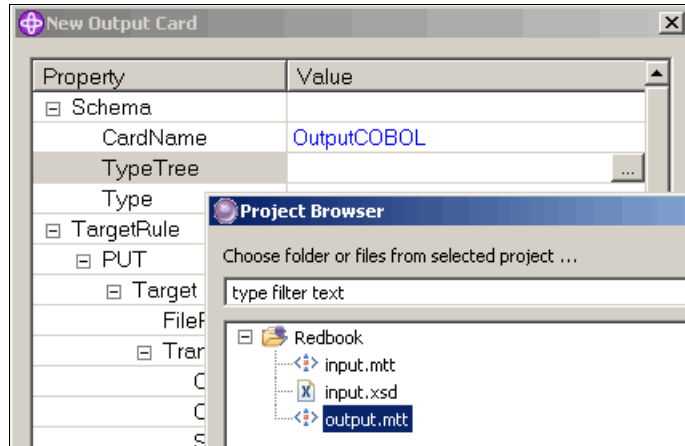 New Output Card
Property Value
Schema
CardName OutputCOBOL
TypeTree ...
Type
Project Browser
TargetRule
PUT
Choose folder or files from selected project ...
Target
type filter text
Redbook
input.mtt
input.xsd
output.mtt